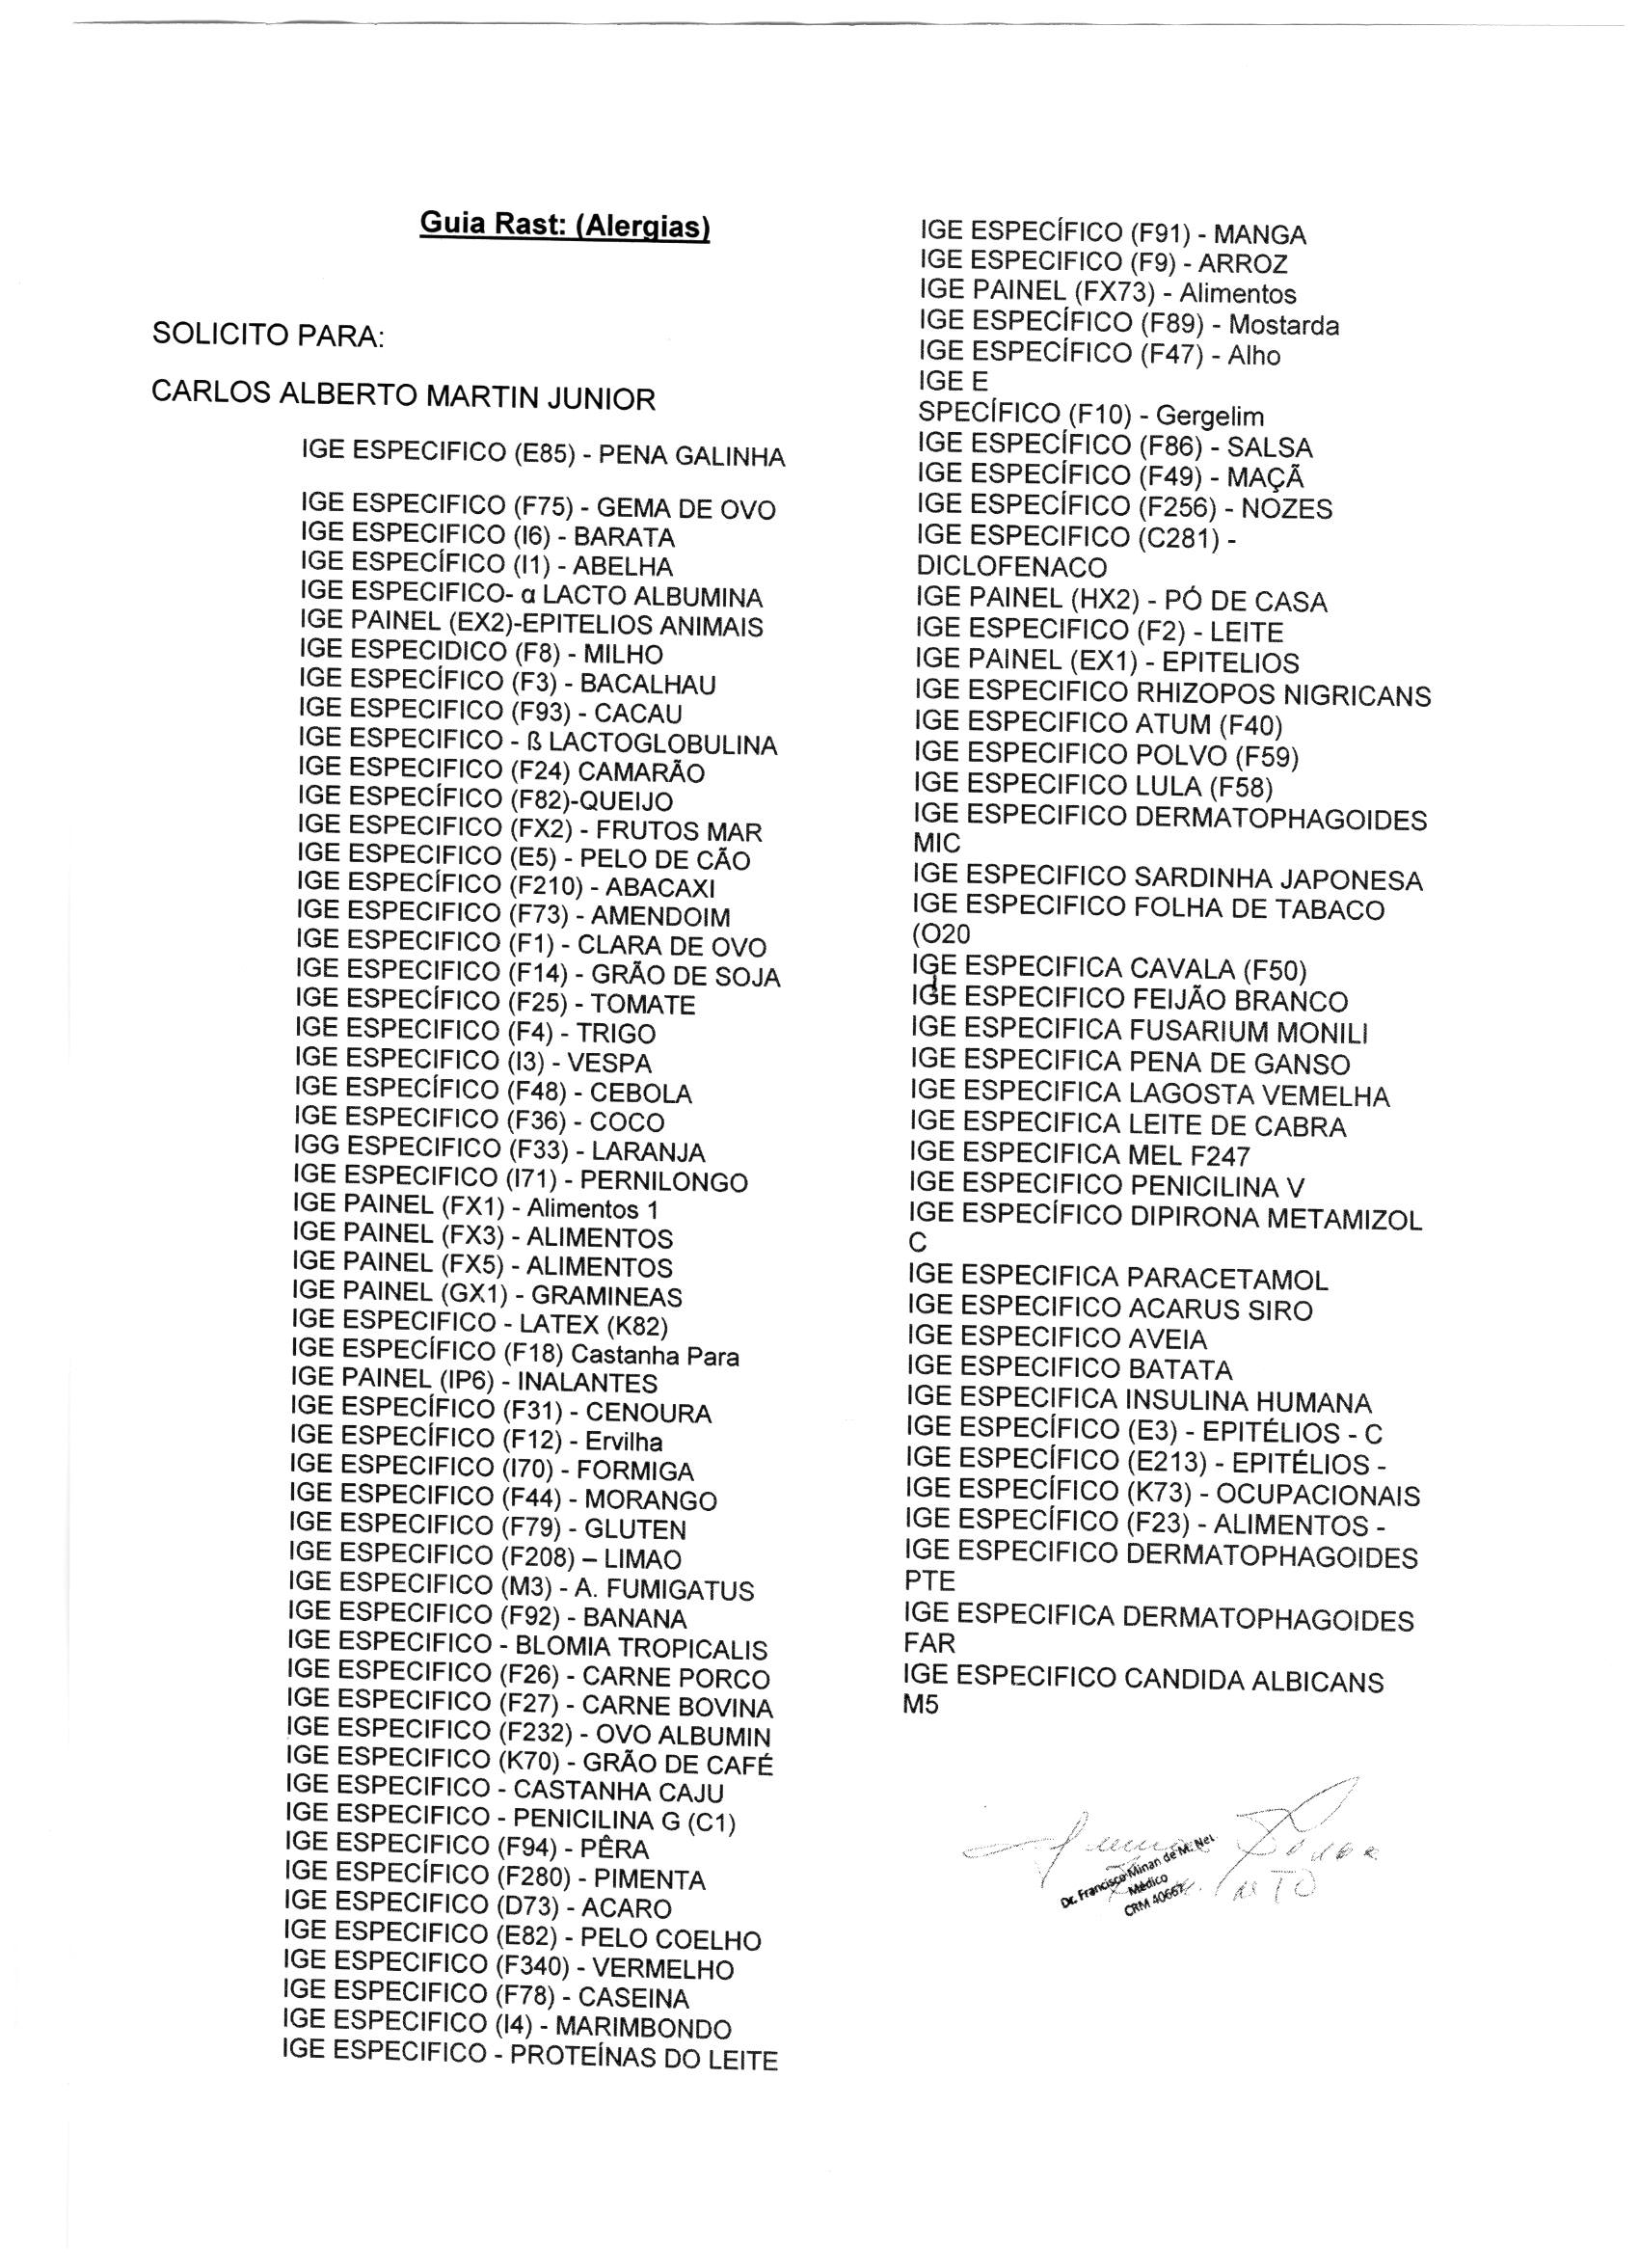 Guia Rast: (Alergias)
SOLICITO PARA:
CARLOS ALBERTO MARTIN JUNIOR
IGE ESPECIFICO (E85) - PENA GALINHA
IGE ESPECIFICO (F75) - GEMA DE OVO
IGE ESPECIFICO (I6) - BARATA
IGE ESPECÍFICO (I1) - ABELHA
IGE ESPECIFICO- α LACTO ALBUMINA
IGE PAINEL (EX2)-EPITELIOS ANIMAIS
IGE ESPECIDICO (F8) - MILHO
IGE ESPECÍFICO (F3) - BACALHAU
IGE ESPECIFICO (F93) - CACAU
IGE ESPECIFICO - ß LACTOGLOBULINA
IGE ESPECIFICO (F24) CAMARÃO
IGE ESPECÍFICO (F82)-QUEIJO
IGE ESPECIFICO (FX2) - FRUTOS MAR
IGE ESPECIFICO (E5) - PELO DE CÃO
IGE ESPECÍFICO (F210) - ABACAXI
IGE ESPECIFICO (F73) - AMENDOIM
IGE ESPECIFICO (F1) - CLARA DE OVO
IGE ESPECIFICO (F14) - GRÃO DE SOJA
IGE ESPECÍFICO (F25) - TOMATE
IGE ESPECIFICO (F4) - TRIGO
IGE ESPECIFICO (I3) - VESPA
IGE ESPECÍFICO (F48) - CEBOLA
IGE ESPECIFICO (F36) - COCO
IGG ESPECIFICO (F33) - LARANJA
IGE ESPECIFICO (I71) - PERNILONGO
IGE PAINEL (FX1) - Alimentos 1
IGE PAINEL (FX3) - ALIMENTOS
IGE PAINEL (FX5) - ALIMENTOS
IGE PAINEL (GX1) - GRAMINEAS
IGE ESPECIFICO - LATEX (K82)
IGE ESPECÍFICO (F18) Castanha Para
IGE PAINEL (IP6) - INALANTES
IGE ESPECÍFICO (F31) - CENOURA
IGE ESPECÍFICO (F12) - Ervilha
IGE ESPECIFICO (I70) - FORMIGA
IGE ESPECIFICO (F44) - MORANGO
IGE ESPECIFICO (F79) - GLUTEN
IGE ESPECIFICO (F208) – LIMAO
IGE ESPECIFICO (M3) - A. FUMIGATUS
IGE ESPECIFICO (F92) - BANANA
IGE ESPECIFICO - BLOMIA TROPICALIS
IGE ESPECIFICO (F26) - CARNE PORCO
IGE ESPECIFICO (F27) - CARNE BOVINA
IGE ESPECIFICO (F232) - OVO ALBUMIN
IGE ESPECIFICO (K70) - GRÃO DE CAFÉ
IGE ESPECIFICO - CASTANHA CAJU
IGE ESPECIFICO - PENICILINA G (C1)
IGE ESPECIFICO (F94) - PÊRA
IGE ESPECÍFICO (F280) - PIMENTA
IGE ESPECIFICO (D73) - ACARO
IGE ESPECIFICO (E82) - PELO COELHO
IGE ESPECIFICO (F340) - VERMELHO
IGE ESPECIFICO (F78) - CASEINA
IGE ESPECIFICO (I4) - MARIMBONDO
IGE ESPECIFICO - PROTEÍNAS DO LEITE
IGE ESPECÍFICO (F91) - MANGA
IGE ESPECIFICO (F9) - ARROZ
IGE PAINEL (FX73) - Alimentos
IGE ESPECÍFICO (F89) - Mostarda
IGE ESPECÍFICO (F47) - Alho
IGE E
SPECÍFICO (F10) - Gergelim
IGE ESPECÍFICO (F86) - SALSA
IGE ESPECÍFICO (F49) - MAÇÃ
IGE ESPECÍFICO (F256) - NOZES
IGE ESPECIFICO (C281) -
DICLOFENACO
IGE PAINEL (HX2) - PÓ DE CASA
IGE ESPECIFICO (F2) - LEITE
IGE PAINEL (EX1) - EPITELIOS
IGE ESPECIFICO RHIZOPOS NIGRICANS
IGE ESPECIFICO ATUM (F40)
IGE ESPECIFICO POLVO (F59)
IGE ESPECIFICO LULA (F58)
IGE ESPECIFICO DERMATOPHAGOIDES
MIC
IGE ESPECIFICO SARDINHA JAPONESA
IGE ESPECIFICO FOLHA DE TABACO
(O20
IGE ESPECIFICA CAVALA (F50)
IGE ESPECIFICO FEIJÃO BRANCO
IGE ESPECIFICA FUSARIUM MONILI
IGE ESPECIFICA PENA DE GANSO
IGE ESPECIFICA LAGOSTA VEMELHA
IGE ESPECIFICA LEITE DE CABRA
IGE ESPECIFICA MEL F247
IGE ESPECIFICO PENICILINA V
IGE ESPECÍFICO DIPIRONA METAMIZOL
C
IGE ESPECIFICA PARACETAMOL
IGE ESPECIFICO ACARUS SIRO
IGE ESPECIFICO AVEIA
IGE ESPECIFICO BATATA
IGE ESPECIFICA INSULINA HUMANA
IGE ESPECÍFICO (E3) - EPITÉLIOS - C
IGE ESPECÍFICO (E213) - EPITÉLIOS -
IGE ESPECÍFICO (K73) - OCUPACIONAIS
IGE ESPECÍFICO (F23) - ALIMENTOS -
IGE ESPECIFICO DERMATOPHAGOIDES
PTE
IGE ESPECIFICA DERMATOPHAGOIDES
FAR
IGE ESPECIFICO CANDIDA ALBICANS
M5
Dr. Francisco Minan de M. Nei
Médico
CRM 40667